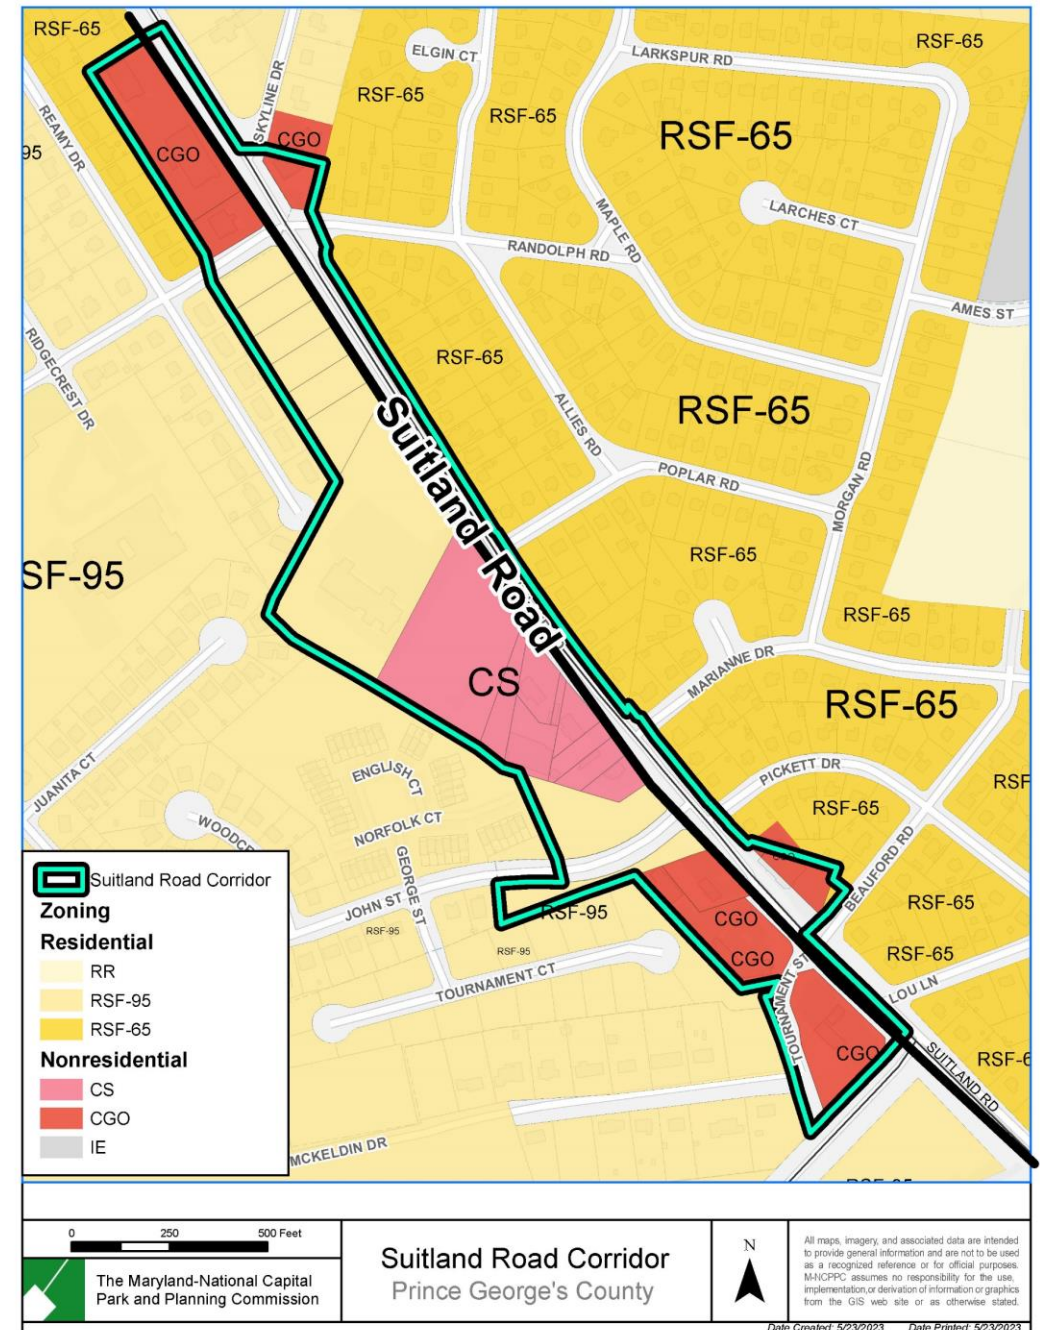 RSF-65
ELGIN CT
LARKSPUR RD
RSF-65
SKYLINE DR
RSF-65
RSF-65
RSF-65
REAMY DR
95
CGO
CGO
LARCHES CT
MAPLE RD
RANDOLPH RD
AMES ST
RIDGECREST DR
RSF-65
ALLIES RD
RSF-65
Suitland Road
POPLAR RD
MORGAN RD
SF-95
RSF-65
RSF-65
MARIANNE DR
CS
RSF-65
JUANITA CT
ENGLISH CT
PICKETT DR
RSF
RSF-65
WOODCR
NORFOLK CT
GEORGE ST
BEAUFORD RD
JOHN ST
RSF-95
RSF-95
RSF-95
CGO
CGO
RSF-65
RSF-65
TOURNAMENT CT
TOURNAMENT ST
LOU LN
CGO
SUITLAND RD
RSF-6
MCKELDIN DR
Suitland Road Corridor
Zoning
Residential
RR
RSF-95
RSF-65
Nonresidential
CS
CGO
IE
0 250 500 Feet
The Maryland-National Capital
Park and Planning Commission
Suitland Road Corridor
Prince George's County
N
All maps, imagery, and associated data are intended
to provide general information and are not to be used
as a recognized reference or for official purposes.
M-NCPPC assumes no responsibility for the use,
implementation,or derivation of information or graphics
from the GIS web site or as otherwise stated.
Date Created: 5/23/2023 Date Printed: 5/23/2023